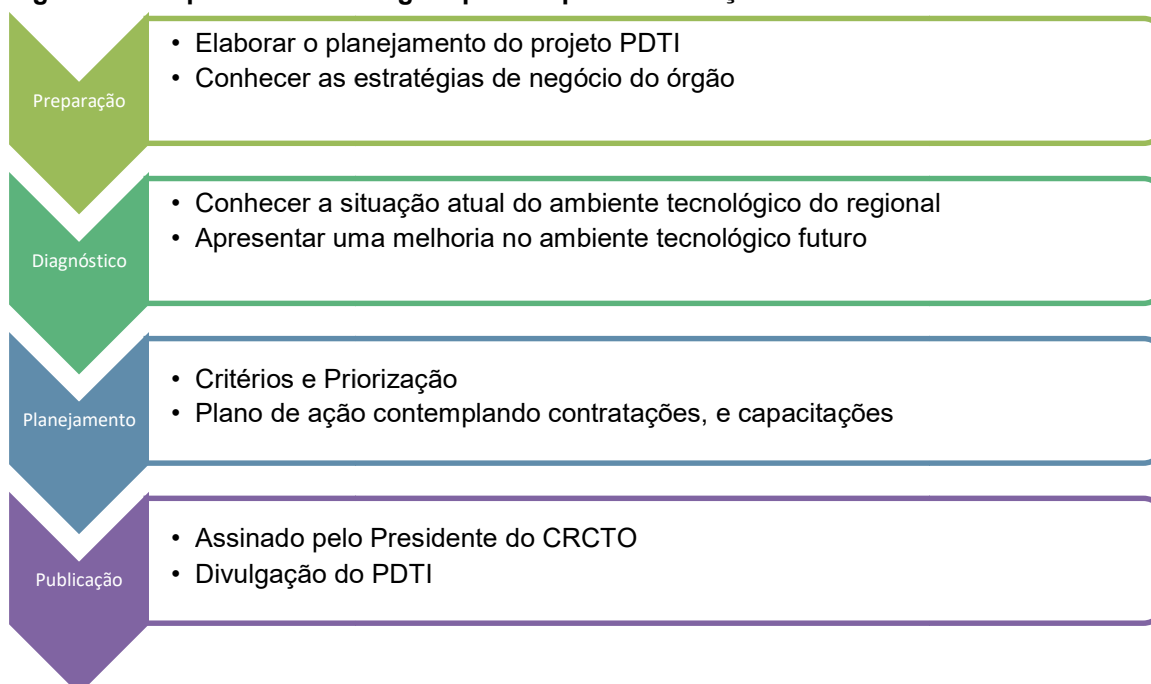 Preparação
• Elaborar o planejamento do projeto PDTI
• Conhecer as estratégias de negócio do órgão
Diagnóstico
• Conhecer a situação atual do ambiente tecnológico do regional
• Apresentar uma melhoria no ambiente tecnológico futuro
Planejamento
• Critérios e Priorização
• Plano de ação contemplando contratações, e capacitações
Publicação
• Assinado pelo Presidente do CRCTO
• Divulgação do PDTI